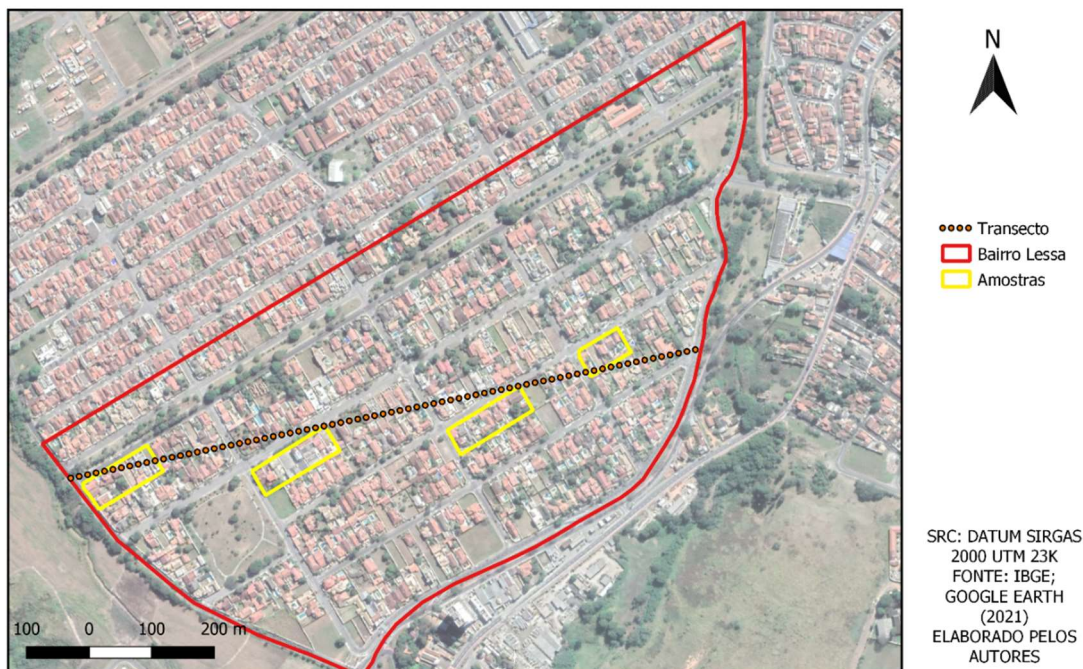 N
Transecto
Bairro Lessa
Amostras
SRC: DATUM SIRGAS
2000 UTM 23K
FONTE: IBGE;
GOOGLE EARTH
(2021)
ELABORADO PELOS
AUTORES
100 0 100 200 m